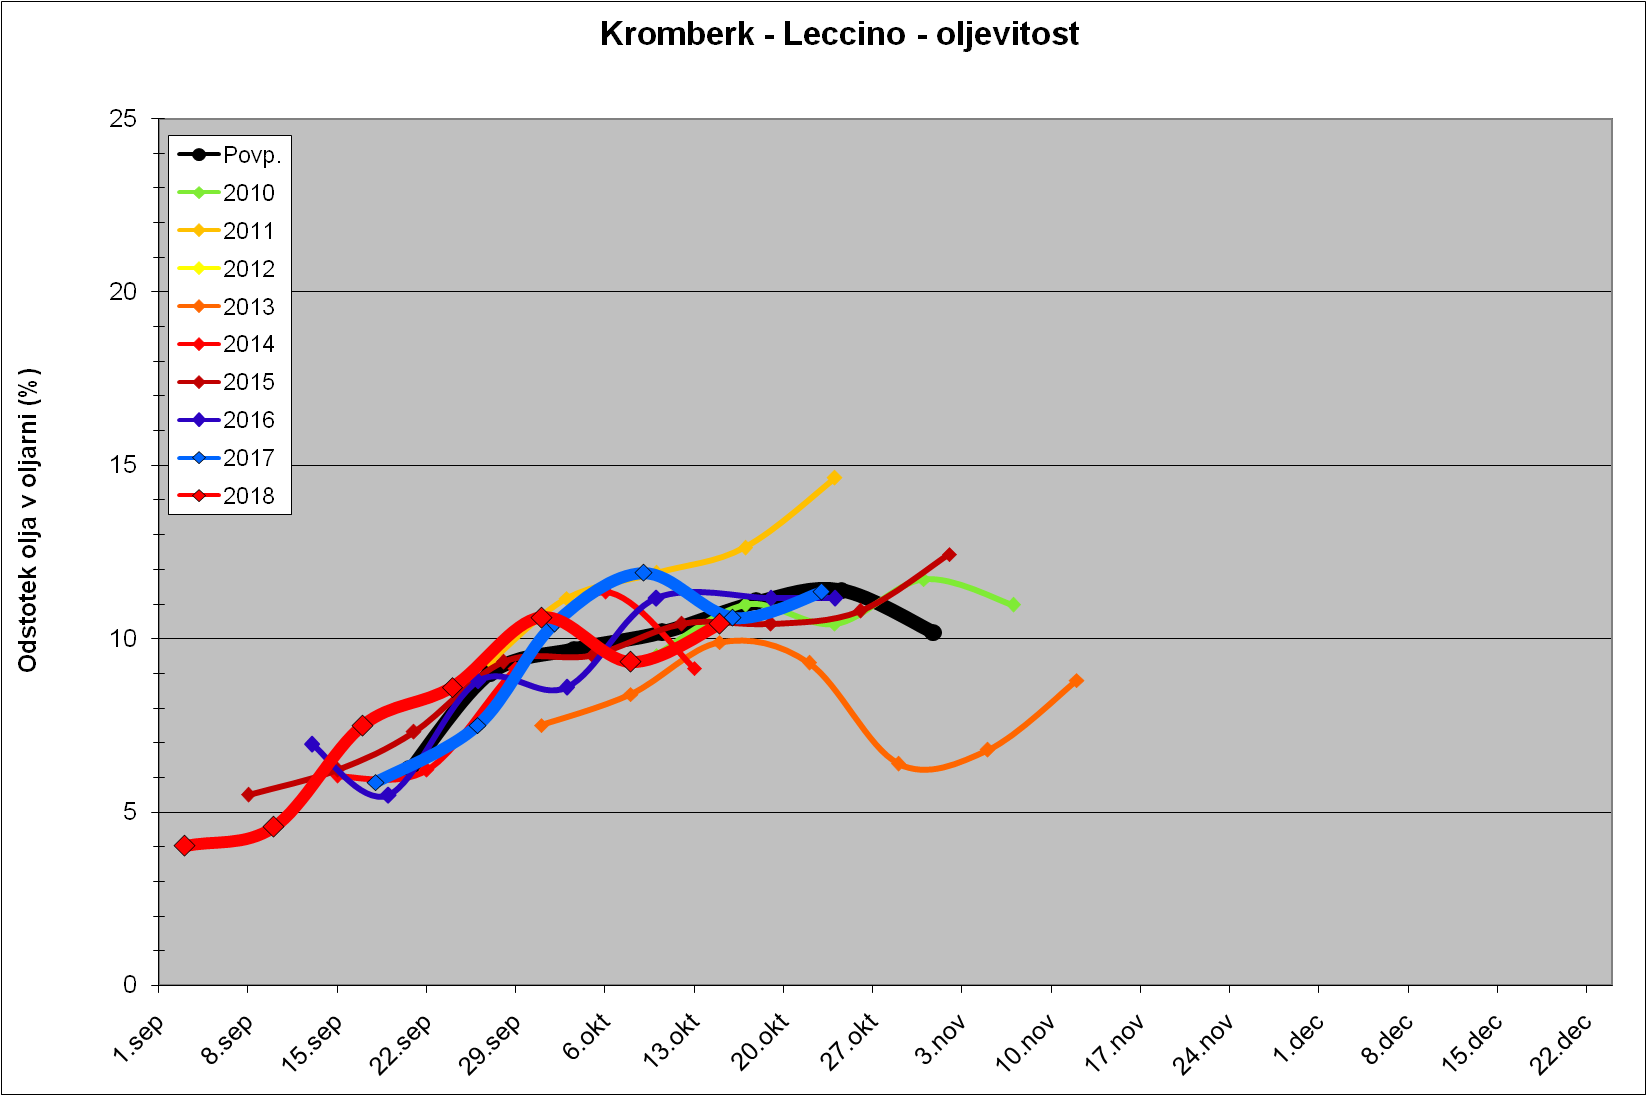 Kromberk - Leccino - oljevitost
Odstotek olja v oljarni (%)
25
20
15
10
5
0
Povp.
2010
2011
2012
2013
2014
2015
2016
2017
2018
1.sep
8.sep
15.sep
22.sep
29.sep
6.okt
13.okt
20.okt
27.okt
3.nov
10.nov
17.nov
24.nov
1.dec
8.dec
15.dec
22.dec